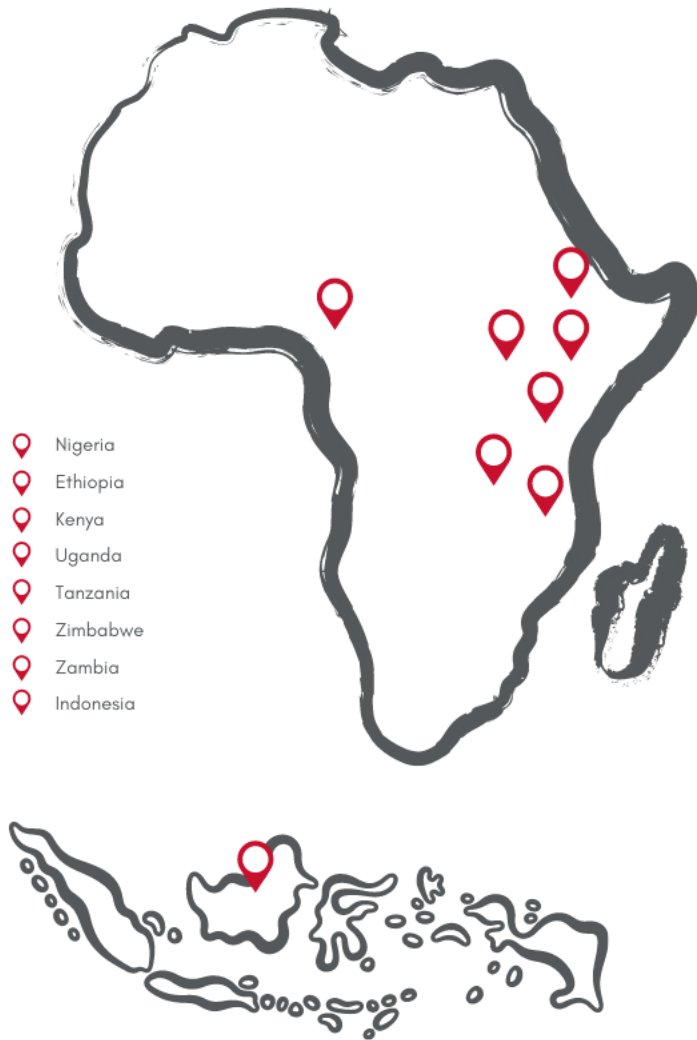 Nigeria
Ethiopia
Kenya
Uganda
Tanzania
Zimbabwe
Zambia
Indonesia